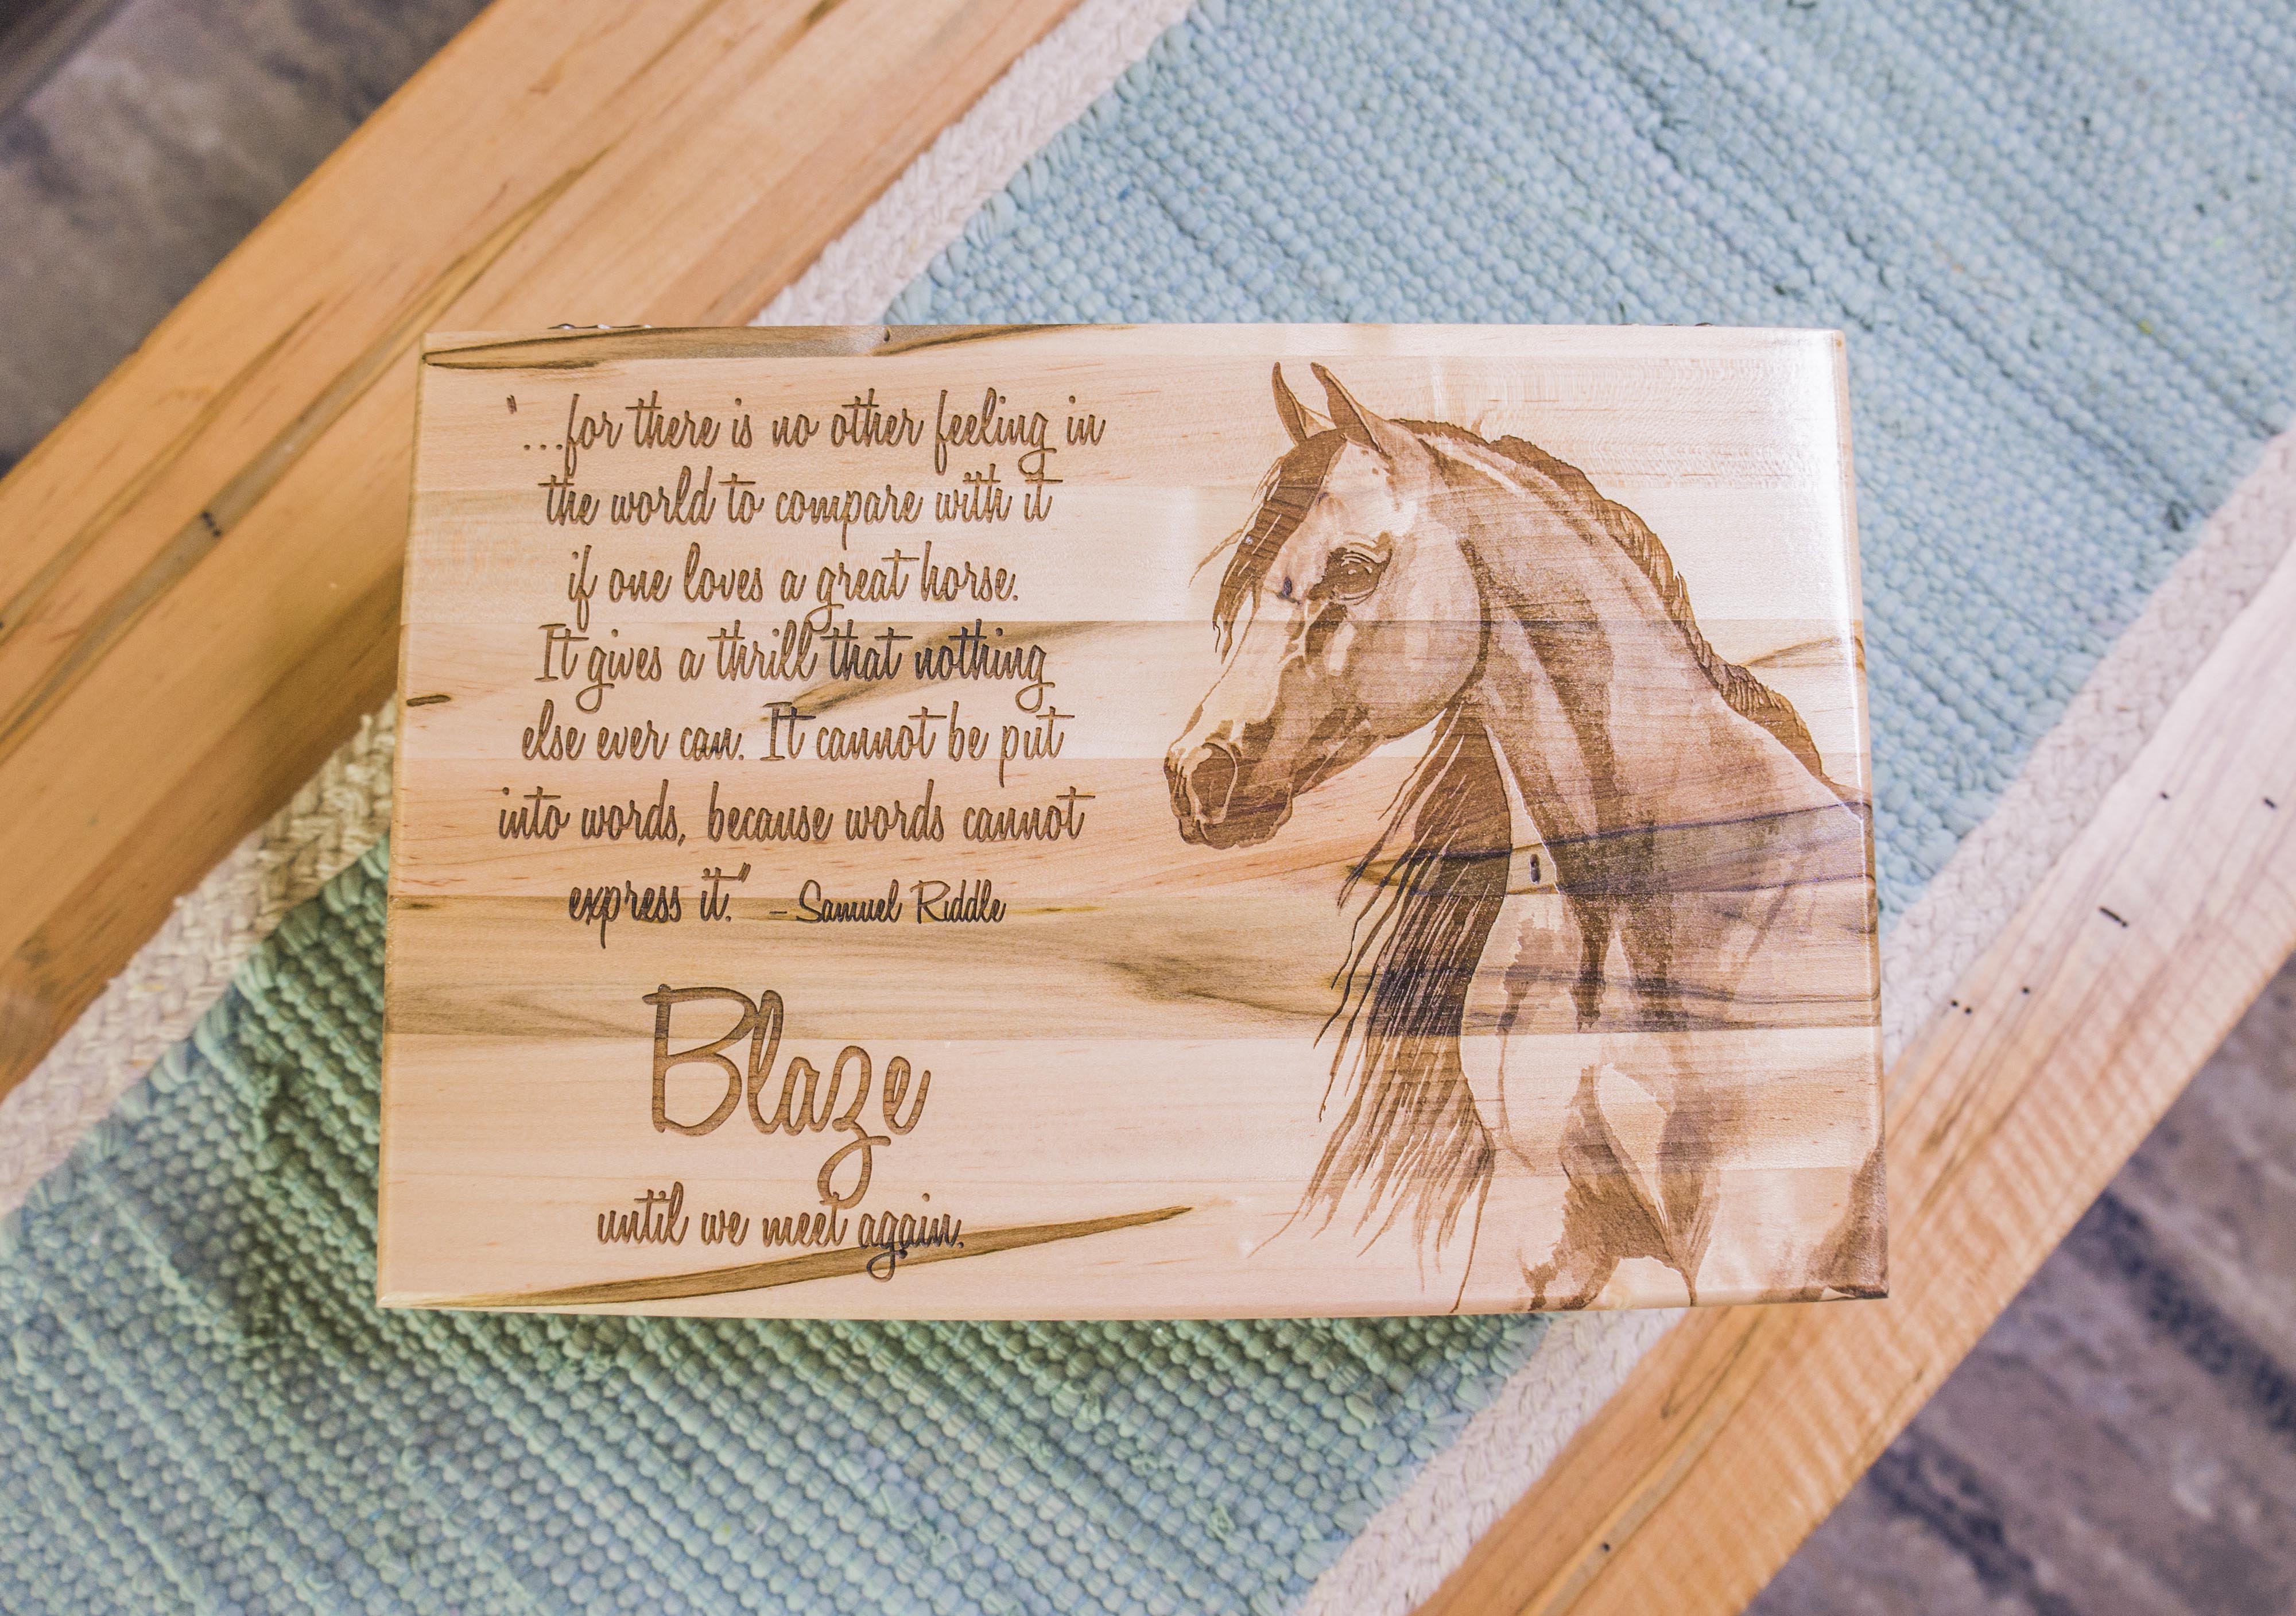 "...for there is no other feeling in
the world to compare with it
if one loves a great horse.
It gives a thrill that nothing
else ever can. It cannot be put
into words, because words cannot
express it." - Samuel Riddle
Blaze
until we meet again.